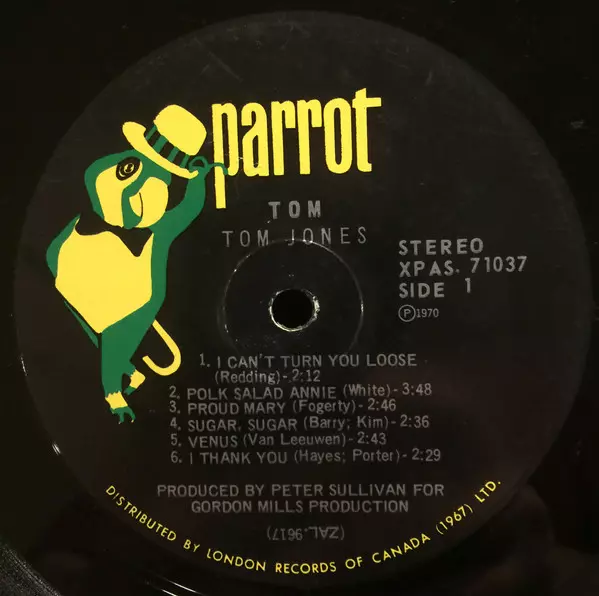 parrot
TOM
TOM JONES
STEREO
XPAS. 71037
SIDE 1
Ⓟ1970
1. I CAN'T TURN YOU LOOSE
(Redding)-2:12
2. POLK SALAD ANNIE (White)-3:48
3. PROUD MARY (Fogerty)-2:46
4. SUGAR, SUGAR (Barry; Kim)-2:36
5. VENUS (Van Leeuwen)-2:43
6. I THANK YOU (Hayes; Porter)-2:29
PRODUCED BY PETER SULLIVAN FOR
GORDON MILLS PRODUCTION
(ZAL.9617)
DISTRIBUTED BY LONDON RECORDS OF CANADA (1967) LTD.